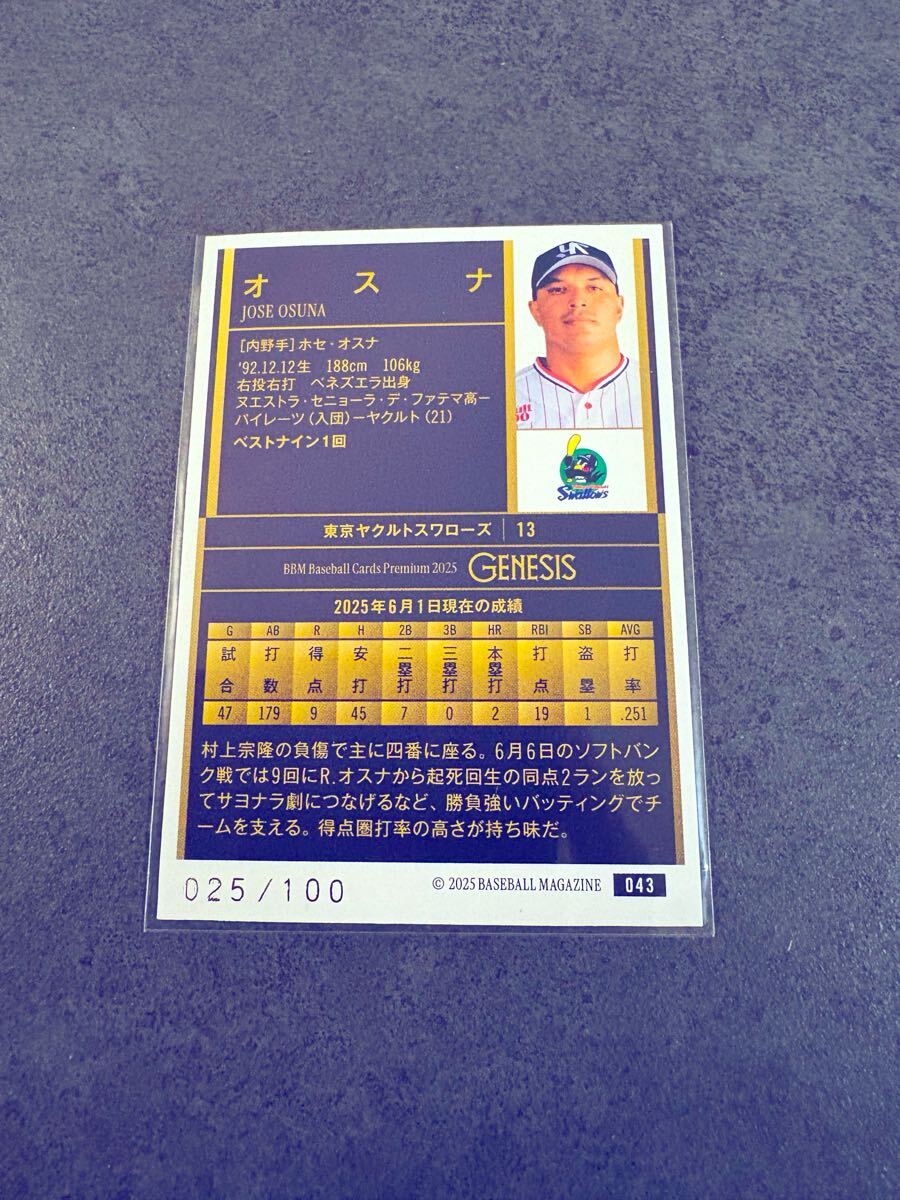 オスナ
JOSE OSUNA
[内野手]ホセ・オスナ
'92.12.12生 188cm 106kg
右投右打 ベネズエラ出身
ヌエストラ・セニョーラ・デ・ファテマ高ー
パイレーツ(入団)ーヤクルト(21)
ベストナイン1回
Swallows
東京ヤクルトスワローズ | 13
BBM Baseball Cards Premium 2025 GENESIS
2025年6月1日現在の成績
G AB R H 2B 3B HR RBI SB AVG
試合 打数 得点 安打 二塁打 三塁打 本塁打 打点 盗塁 打率
47 179 9 45 7 0 2 19 1 .251
村上宗隆の負傷で主に四番に座る。6月6日のソフトバン
ク戦では9回にR.オスナから起死回生の同点2ランを放っ
てサヨナラ劇につなげるなど、勝負強いバッティングでチ
ームを支える。得点圏打率の高さが持ち味だ。
025/100
© 2025 BASEBALL MAGAZINE 043